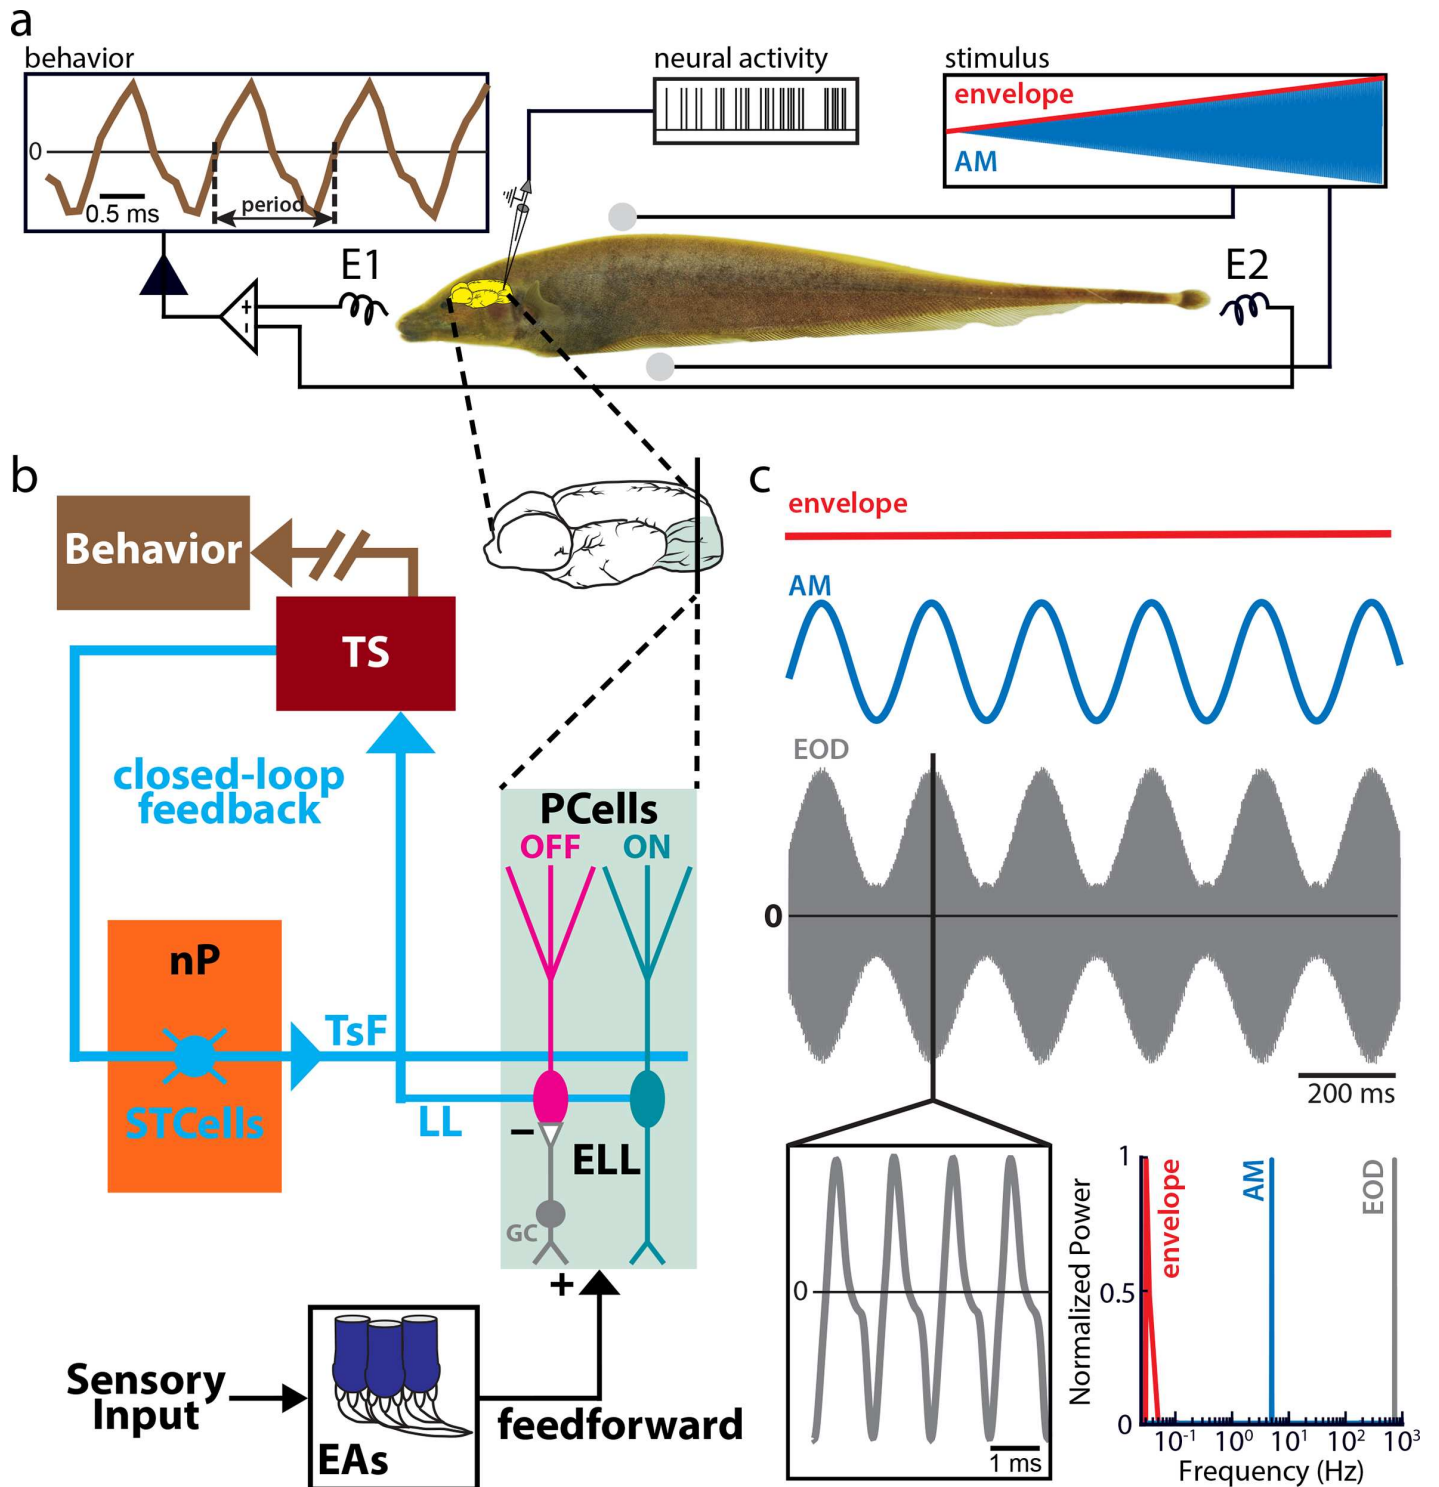 a
behavior
neural activity
stimulus
0
0.5 ms
period
envelope
AM
E1
E2
+
-
b
Behavior
TS
closed-loop
feedback
nP
STCells
TsF
LL
PCells
OFF
ON
−
ELL
GC
+
Sensory
Input
EAs
feedforward
c
envelope
AM
EOD
0
200 ms
0
1 ms
Normalized Power
1
0.5
0
envelope
AM
EOD
10⁻¹
10⁰
10¹
10²
10³
Frequency (Hz)